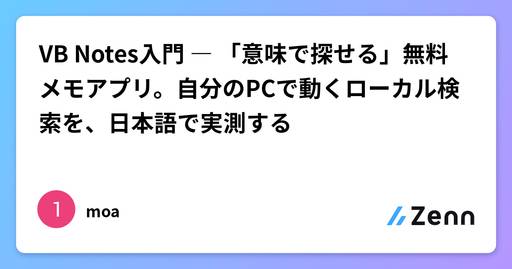 VB Notes入門 ― 「意味で探せる」無料
メモアプリ。自分のPCで動くローカル検
索を、日本語で実測する
1 moa
Zenn